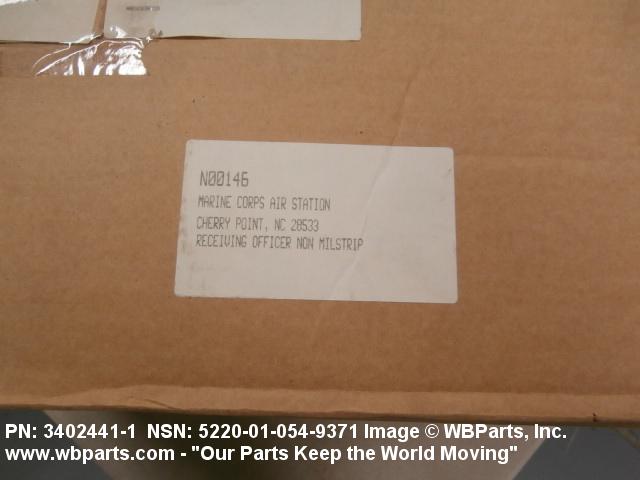 N00146
MARINE CORPS AIR STATION
CHERRY POINT, NC 28533
RECEIVING OFFICER NON MILSTRIP
PN: 3402441-1 NSN: 5220-01-054-9371 Image © WBParts, Inc.
www.wbparts.com - "Our Parts Keep the World Moving"